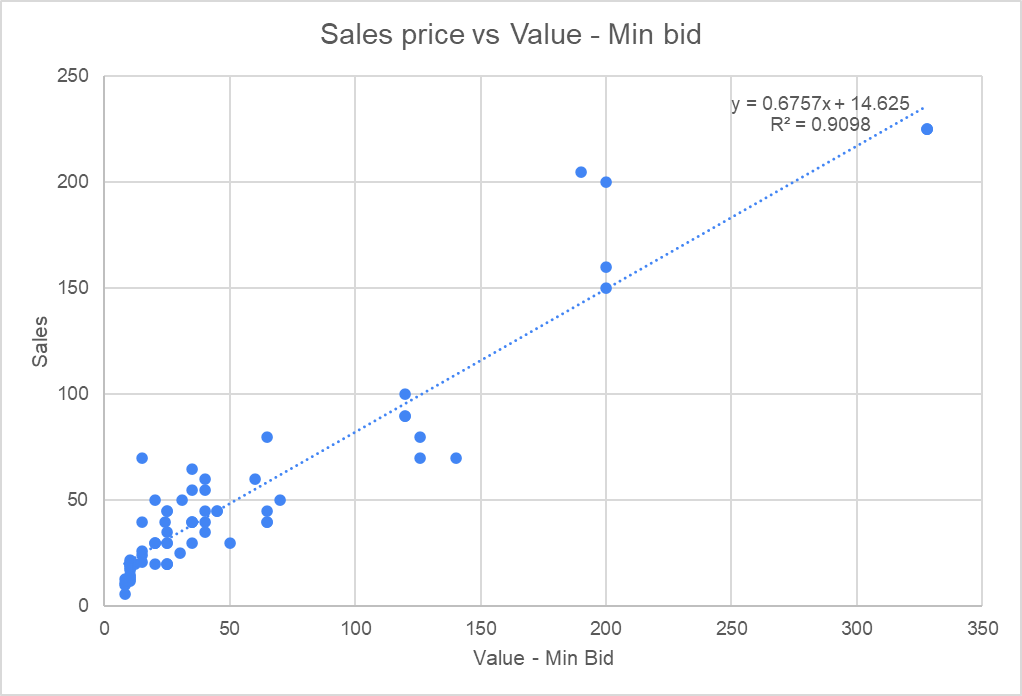 Sales price vs Value - Min bid
y = 0.6757x + 14.625
R² = 0.9098
250
200
150
100
50
0
Sales
0 50 100 150 200 250 300 350
Value - Min Bid